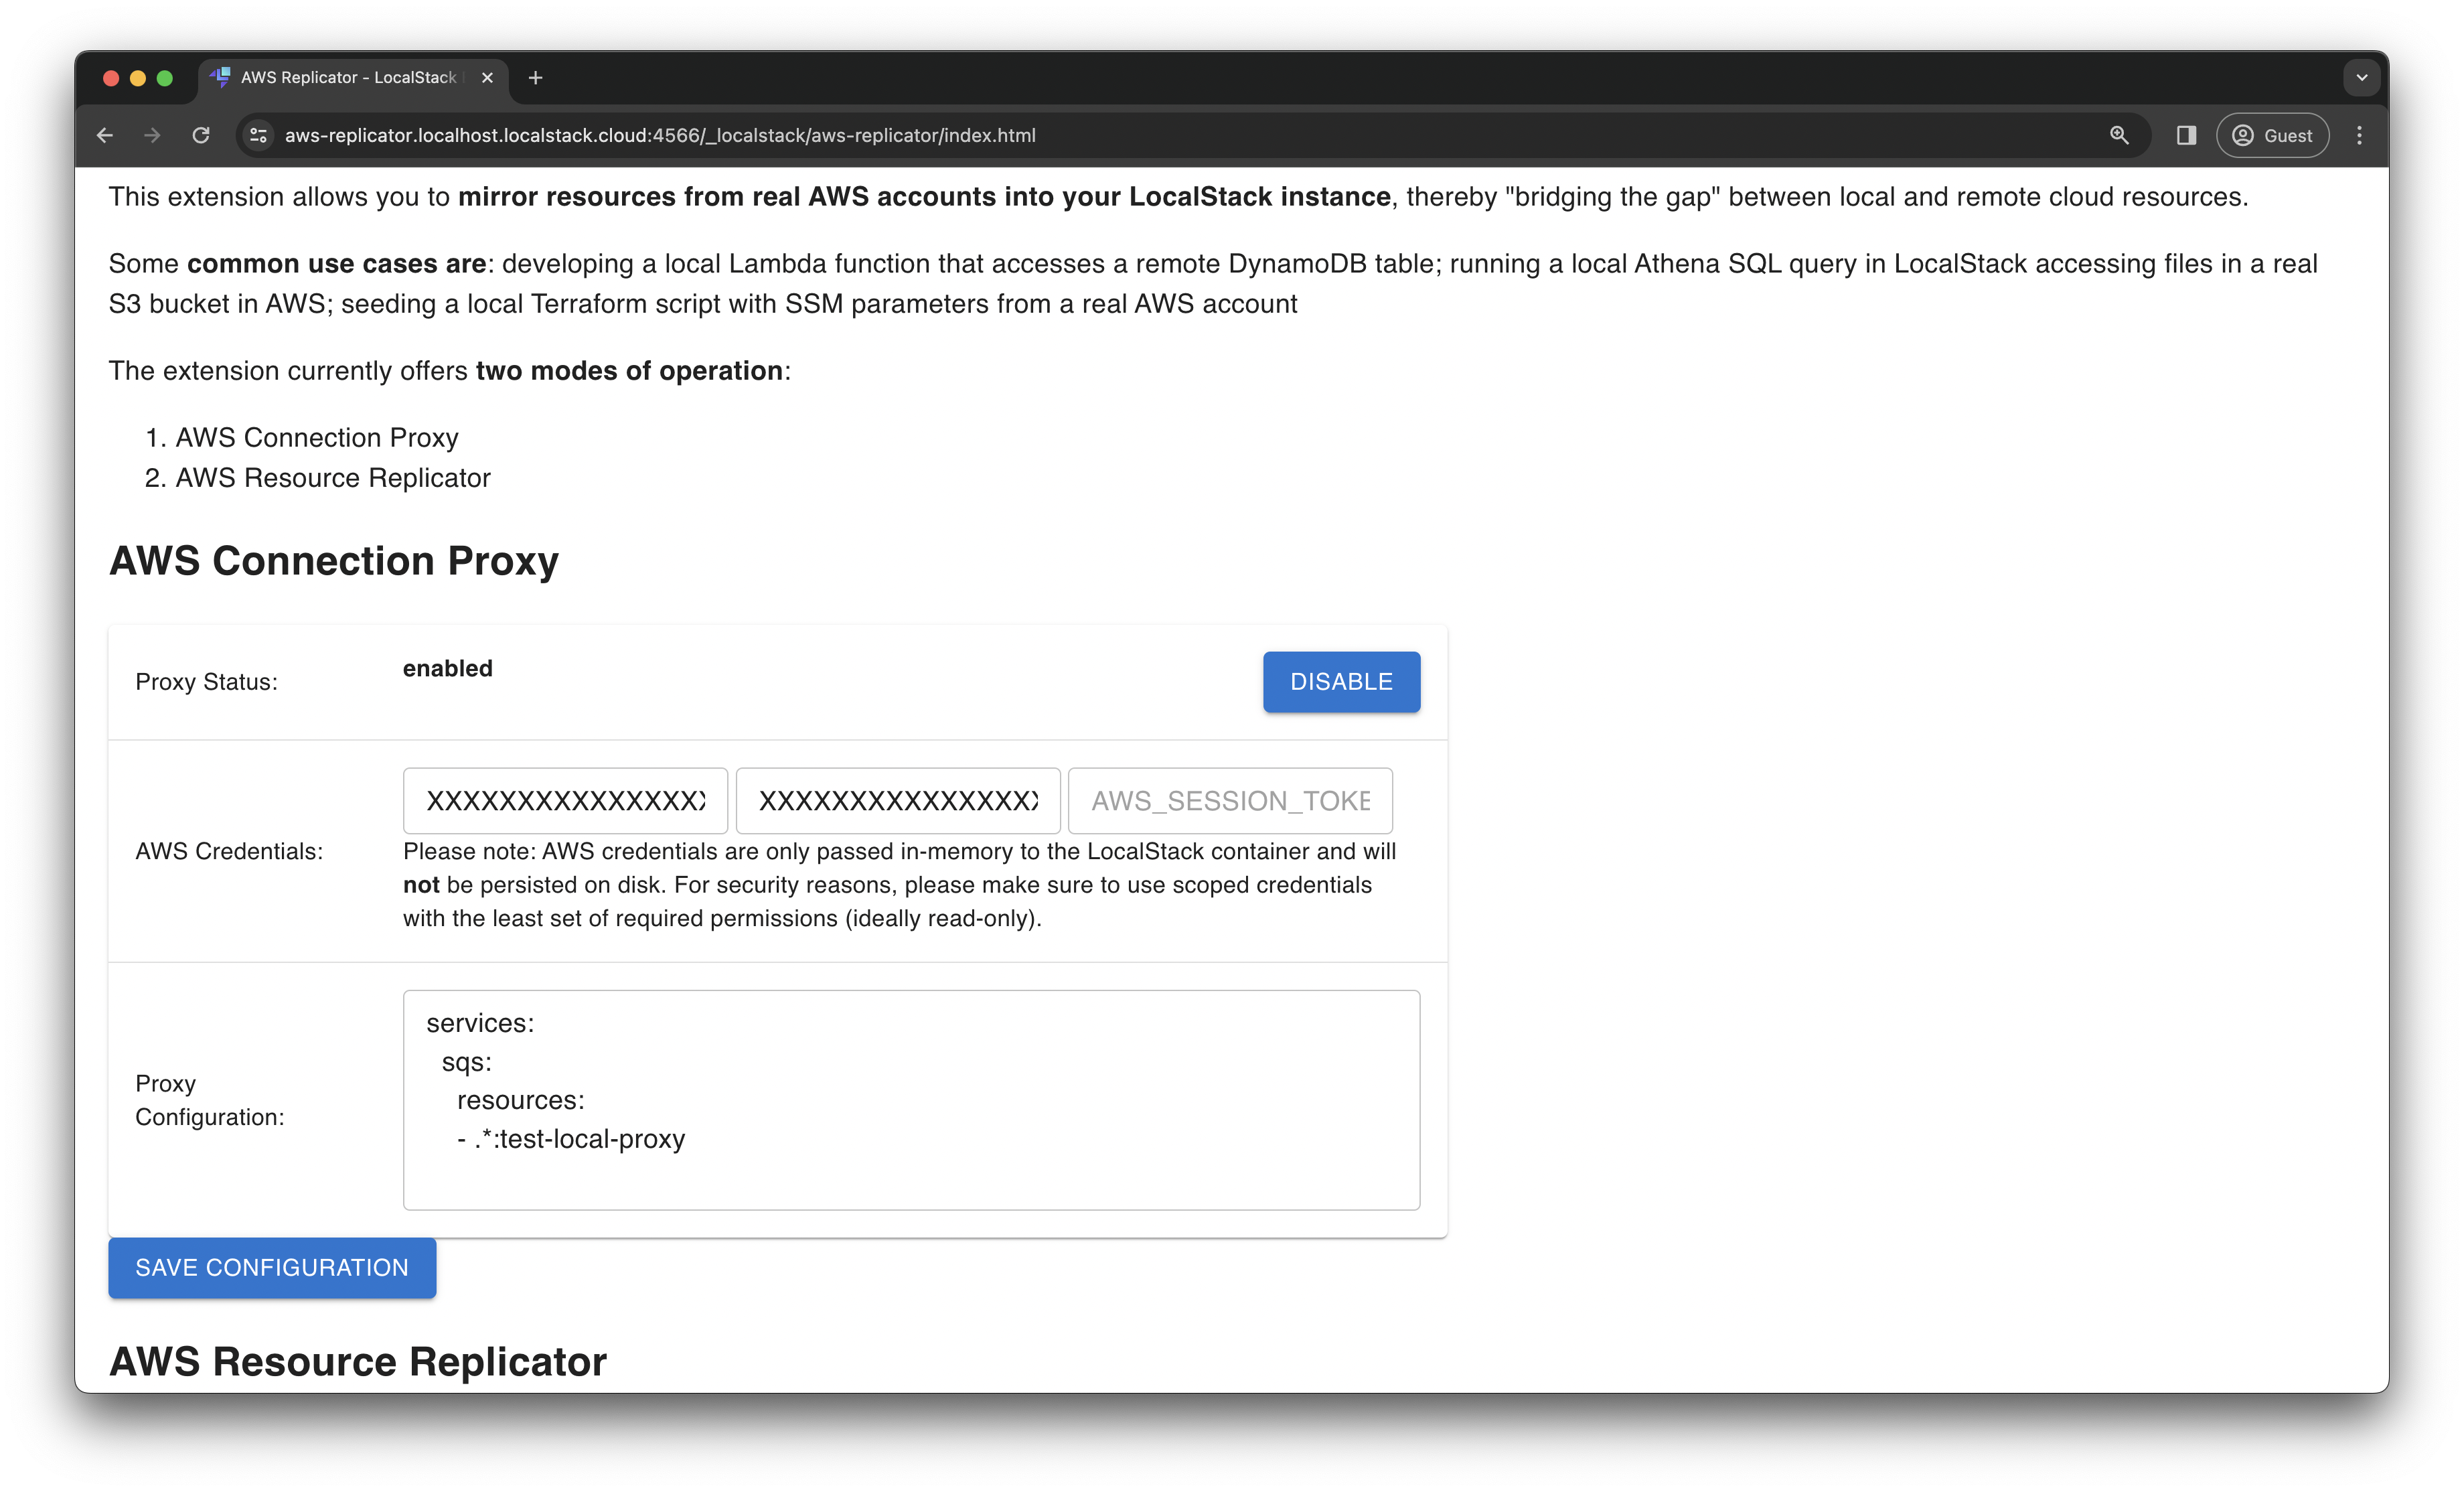 AWS Replicator - LocalStack
aws-replicator.localhost.localstack.cloud:4566/_localstack/aws-replicator/index.html
Guest
This extension allows you to mirror resources from real AWS accounts into your LocalStack instance, thereby "bridging the gap" between local and remote cloud resources.
Some common use cases are: developing a local Lambda function that accesses a remote DynamoDB table; running a local Athena SQL query in LocalStack accessing files in a real
S3 bucket in AWS; seeding a local Terraform script with SSM parameters from a real AWS account
The extension currently offers two modes of operation:
1. AWS Connection Proxy
2. AWS Resource Replicator
AWS Connection Proxy
Proxy Status:
enabled
DISABLE
AWS Credentials:
XXXXXXXXXXXXXXXX
XXXXXXXXXXXXXXXX
AWS_SESSION_TOKE
Please note: AWS credentials are only passed in-memory to the LocalStack container and will
not be persisted on disk. For security reasons, please make sure to use scoped credentials
with the least set of required permissions (ideally read-only).
Proxy
Configuration:
services:
sqs:
resources:
- .*:test-local-proxy
SAVE CONFIGURATION
AWS Resource Replicator